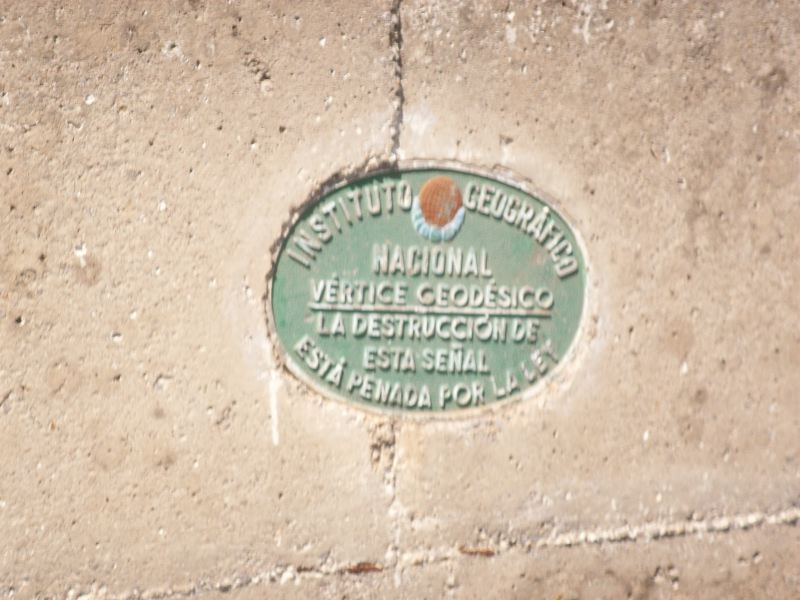 INSTITUTO GEOGRÁFICO
NACIONAL
VÉRTICE GEODÉSICO
LA DESTRUCCIÓN DE
ESTA SEÑAL
ESTÁ PENADA POR LA LEY